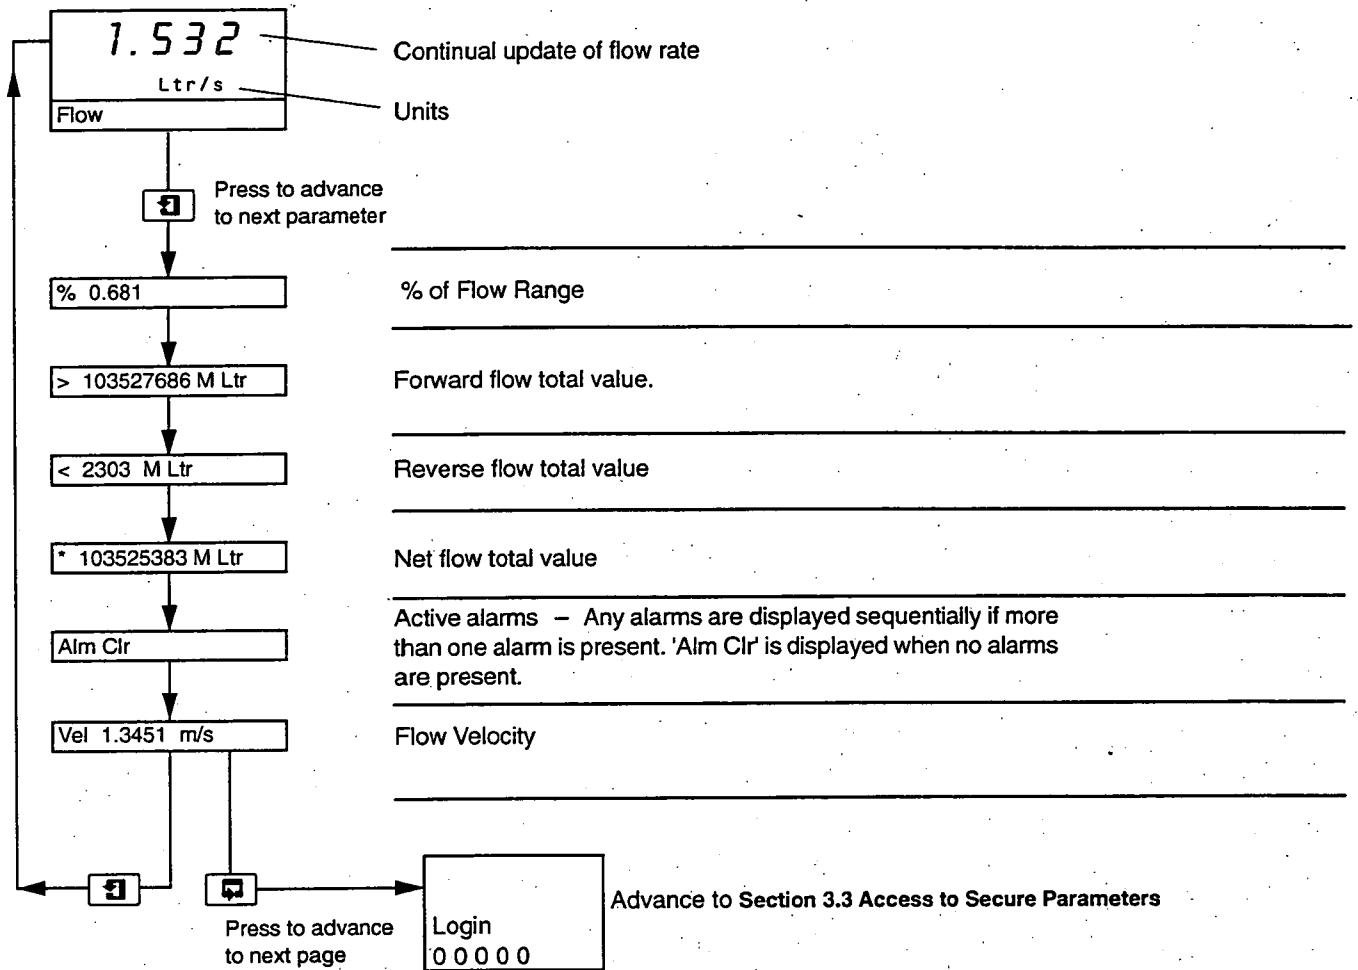 1.532
Ltr/s
Flow
Continual update of flow rate
Units
Press to advance
to next parameter
% 0.681
% of Flow Range
> 103527686 M Ltr
Forward flow total value.
< 2303 M Ltr
Reverse flow total value
* 103525383 M Ltr
Net flow total value
Alm Clr
Active alarms – Any alarms are displayed sequentially if more
than one alarm is present. 'Alm Clr' is displayed when no alarms
are present.
Vel 1.3451 m/s
Flow Velocity
Press to advance
to next page
Login
00000
Advance to Section 3.3 Access to Secure Parameters